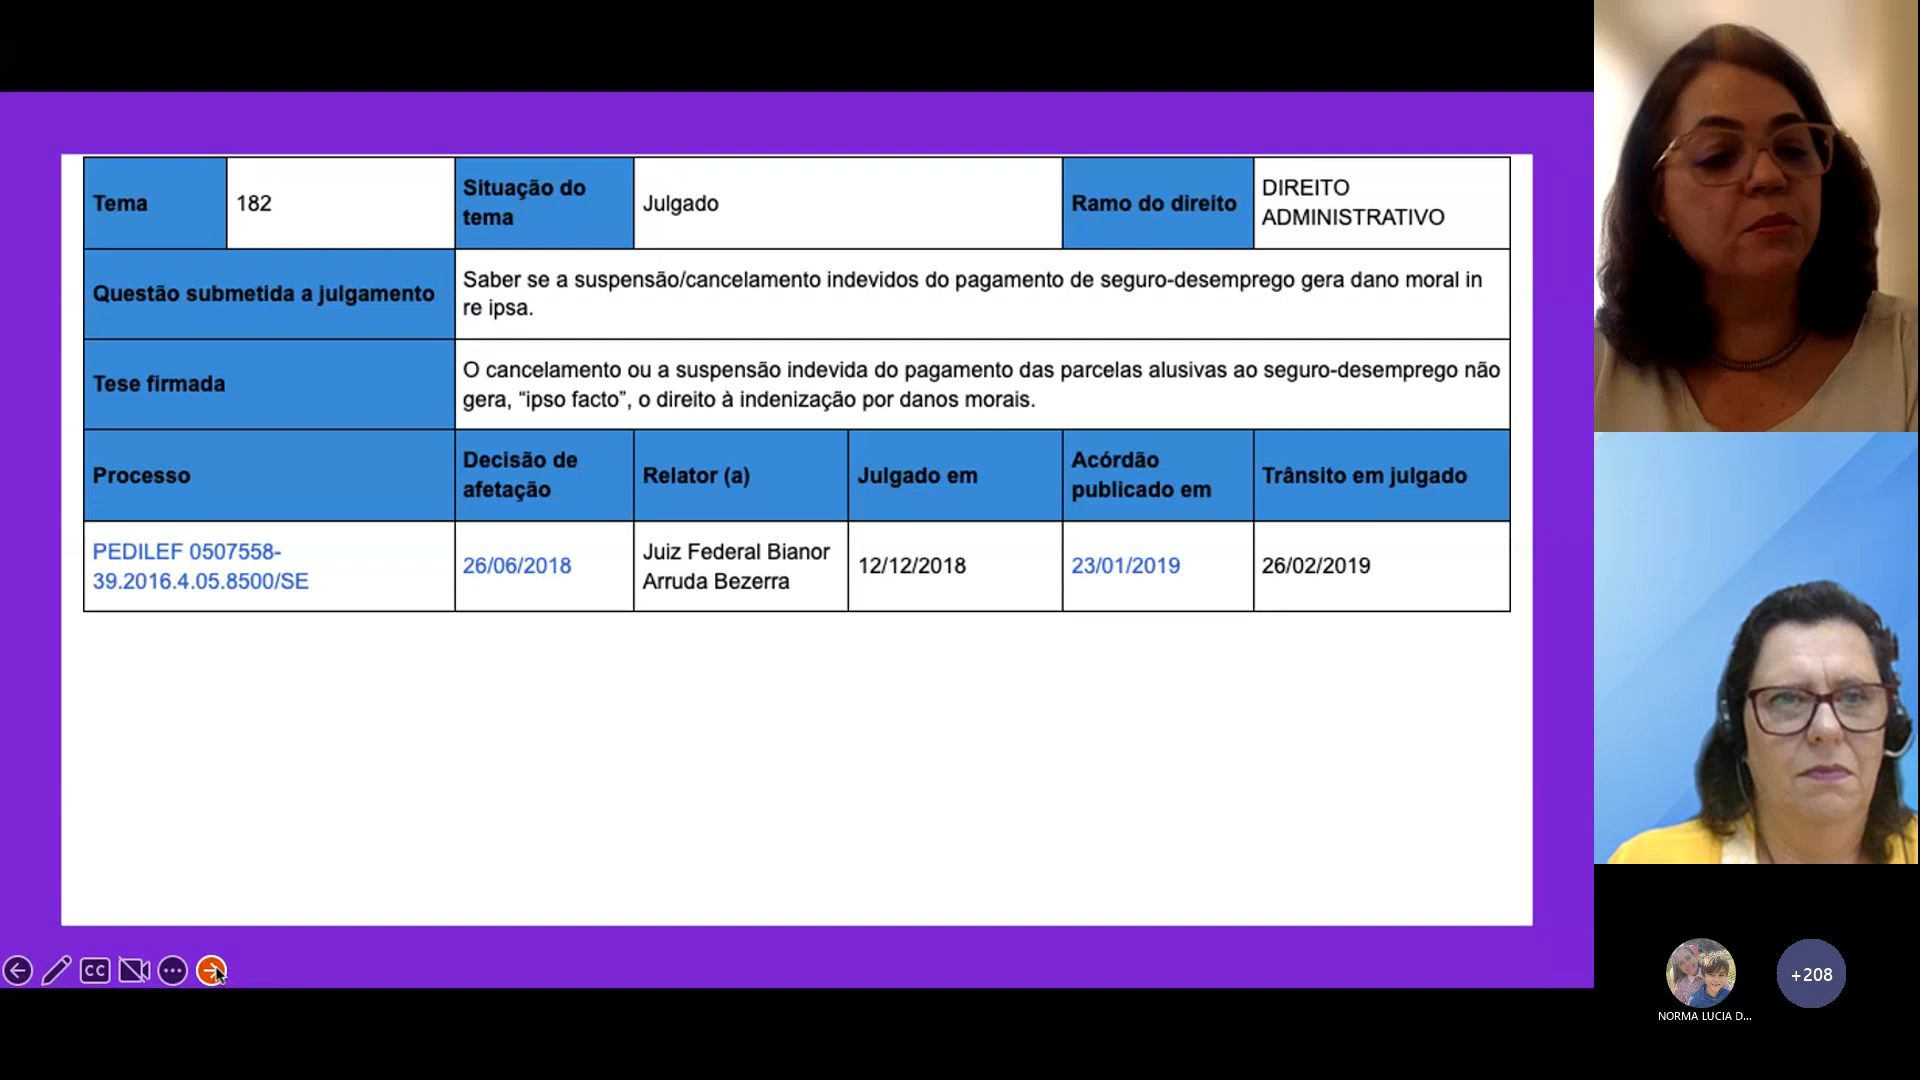 Tema
182
Situação do
tema
Julgado
Ramo do direito
DIREITO
ADMINISTRATIVO
Questão submetida a julgamento
Saber se a suspensão/cancelamento indevidos do pagamento de seguro-desemprego gera dano moral in
re ipsa.
Tese firmada
O cancelamento ou a suspensão indevida do pagamento das parcelas alusivas ao seguro-desemprego não
gera, “ipso facto”, o direito à indenização por danos morais.
Processo
Decisão de
afetação
Relator (a)
Julgado em
Acórdão
publicado em
Trânsito em julgado
PEDILEF 0507558-
39.2016.4.05.8500/SE
26/06/2018
Juiz Federal Bianor
Arruda Bezerra
12/12/2018
23/01/2019
26/02/2019
CC
+208
NORMA LUCIA D...